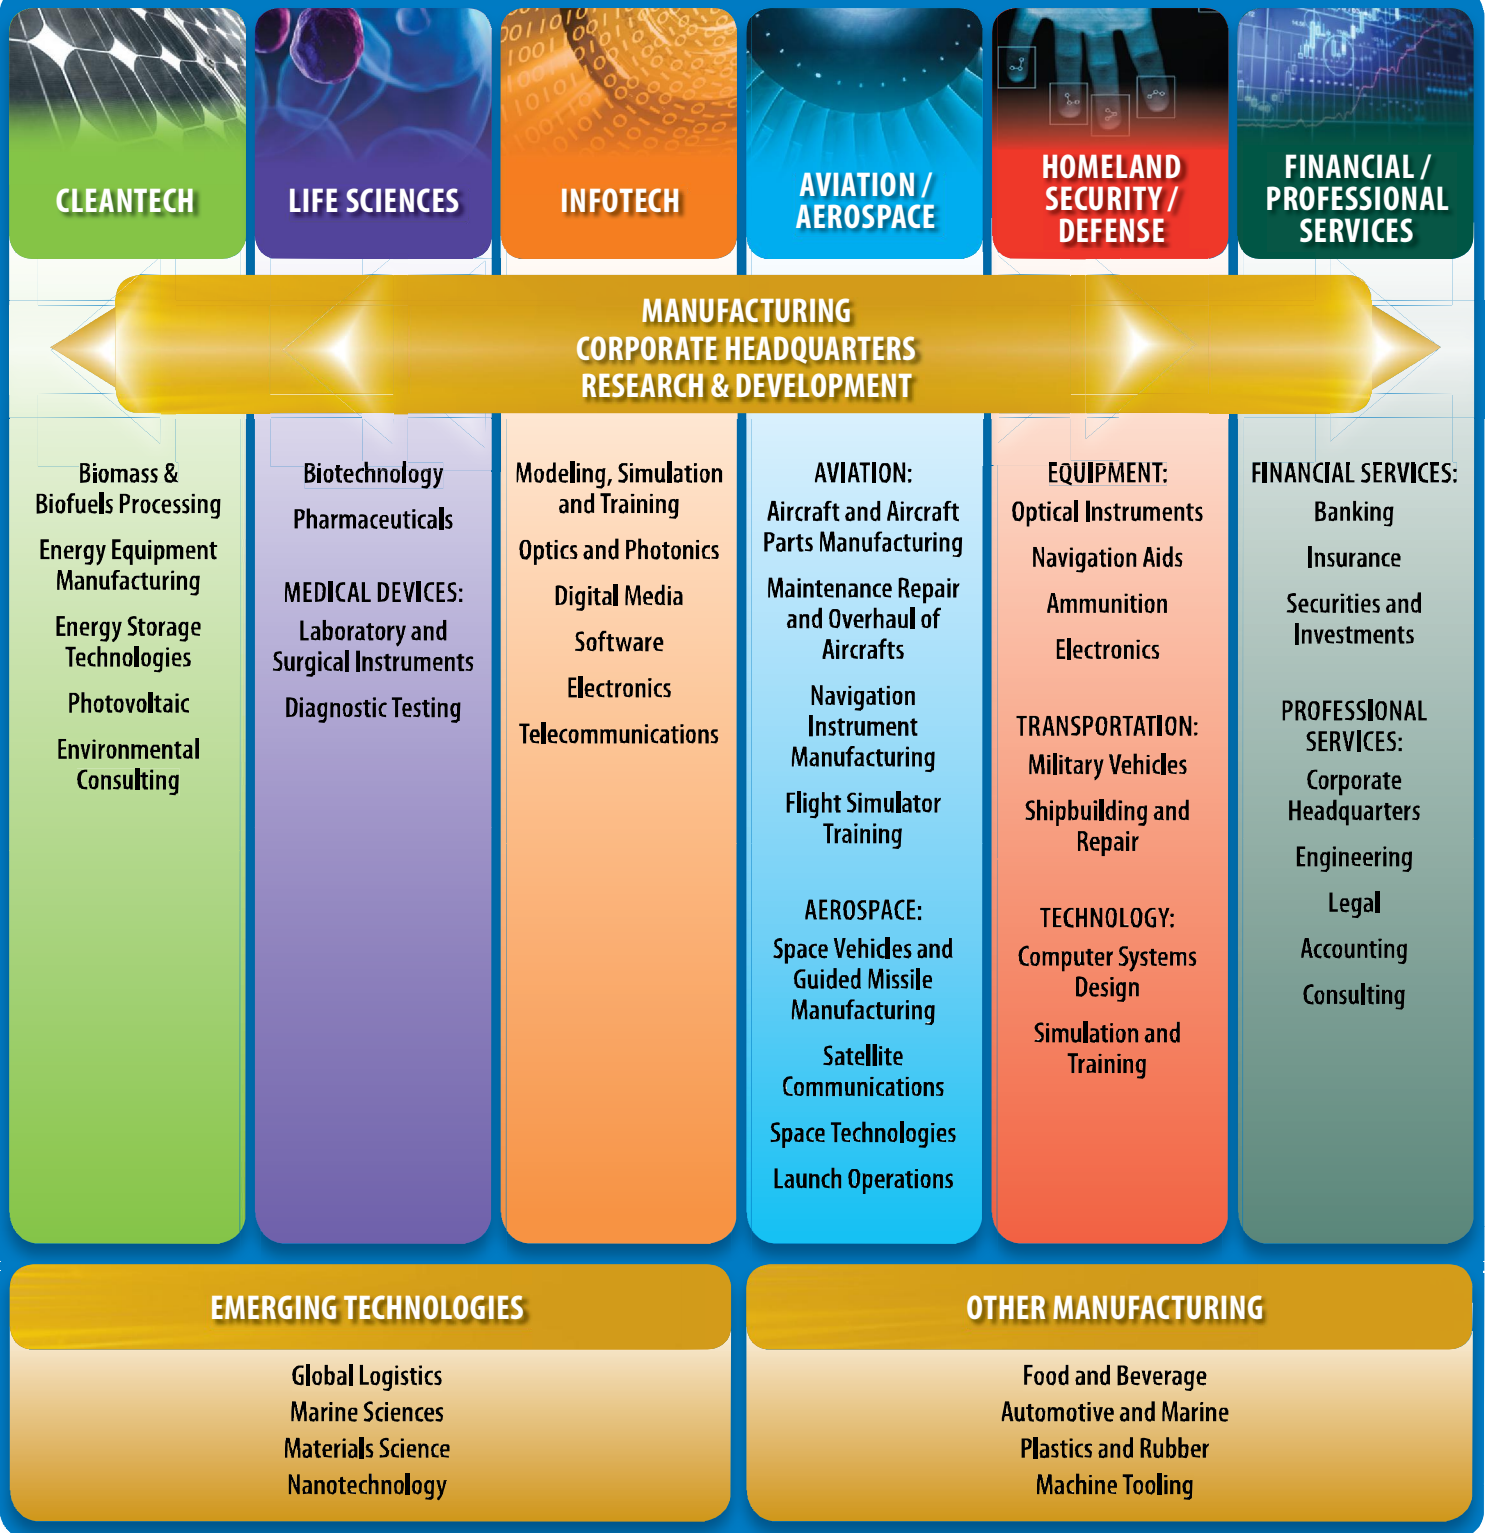 CLEANTECH
LIFE SCIENCES
INFOTECH
AVIATION /
AEROSPACE
HOMELAND
SECURITY /
DEFENSE
FINANCIAL /
PROFESSIONAL
SERVICES
MANUFACTURING
CORPORATE HEADQUARTERS
RESEARCH & DEVELOPMENT
Biomass &
Biofuels Processing
Energy Equipment
Manufacturing
Energy Storage
Technologies
Photovoltaic
Environmental
Consulting
Biotechnology
Pharmaceuticals
MEDICAL DEVICES:
Laboratory and
Surgical Instruments
Diagnostic Testing
Modeling, Simulation
and Training
Optics and Photonics
Digital Media
Software
Electronics
Telecommunications
AVIATION:
Aircraft and Aircraft
Parts Manufacturing
Maintenance Repair
and Overhaul of
Aircrafts
Navigation
Instrument
Manufacturing
Flight Simulator
Training
AEROSPACE:
Space Vehicles and
Guided Missile
Manufacturing
Satellite
Communications
Space Technologies
Launch Operations
EQUIPMENT:
Optical Instruments
Navigation Aids
Ammunition
Electronics
TRANSPORTATION:
Military Vehicles
Shipbuilding and
Repair
TECHNOLOGY:
Computer Systems
Design
Simulation and
Training
FINANCIAL SERVICES:
Banking
Insurance
Securities and
Investments
PROFESSIONAL
SERVICES:
Corporate
Headquarters
Engineering
Legal
Accounting
Consulting
EMERGING TECHNOLOGIES
Global Logistics
Marine Sciences
Materials Science
Nanotechnology
OTHER MANUFACTURING
Food and Beverage
Automotive and Marine
Plastics and Rubber
Machine Tooling